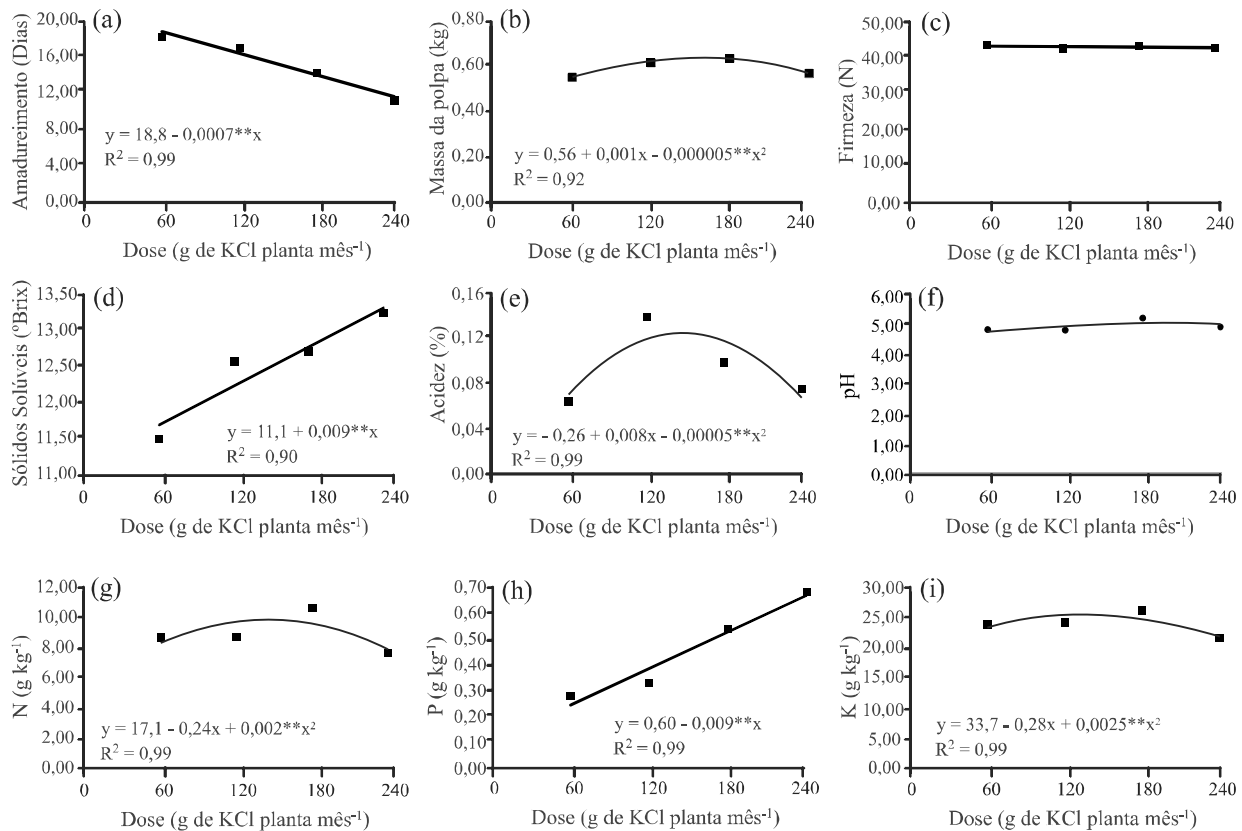 (a)
Amadureimento (Dias)
20,00
16,00
12,00
8,00
4,00
0,00
y = 18,8 - 0,0007**x
R² = 0,99
0 60 120 180 240
Dose (g de KCl planta mês⁻¹)
(b)
Massa da polpa (kg)
0,80
0,60
0,40
0,20
0,00
y = 0,56 + 0,001x - 0,000005**x²
R² = 0,92
0 60 120 180 240
Dose (g de KCl planta mês⁻¹)
(c)
Firmeza (N)
50,00
40,00
30,00
20,00
10,00
0,00
0 60 120 180 240
Dose (g de KCl planta mês⁻¹)
(d)
Sólidos Solúvcis (ºBrix)
13,50
13,00
12,50
12,00
11,50
11,00
y = 11,1 + 0,009**x
R² = 0,90
0 60 120 180 240
Dose (g de KCl planta mês⁻¹)
(e)
Acidez (%)
0,16
0,12
0,08
0,04
0,00
y = - 0,26 + 0,008x - 0,00005**x²
R² = 0,99
0 60 120 180 240
Dose (g de KCl planta mês⁻¹)
(f)
pH
6,00
5,00
4,00
3,00
2,00
1,00
0,00
0 60 120 180 240
Dose (g de KCl planta mês⁻¹)
(g)
N (g kg⁻¹)
12,00
10,00
8,00
6,00
4,00
2,00
0,00
y = 17,1 - 0,24x + 0,002**x²
R² = 0,99
0 60 120 180 240
Dose (g de KCl planta mês⁻¹)
(h)
P (g kg⁻¹)
0,70
0,60
0,50
0,40
0,30
0,20
0,10
0,00
y = 0,60 - 0,009**x
R² = 0,99
0 60 120 180 240
Dose (g de KCl planta mês⁻¹)
(i)
K (g kg⁻¹)
30,00
25,00
20,00
15,00
10,00
5,00
0,00
y = 33,7 - 0,28x + 0,0025**x²
R² = 0,99
0 60 120 180 240
Dose (g de KCl planta mês⁻¹)